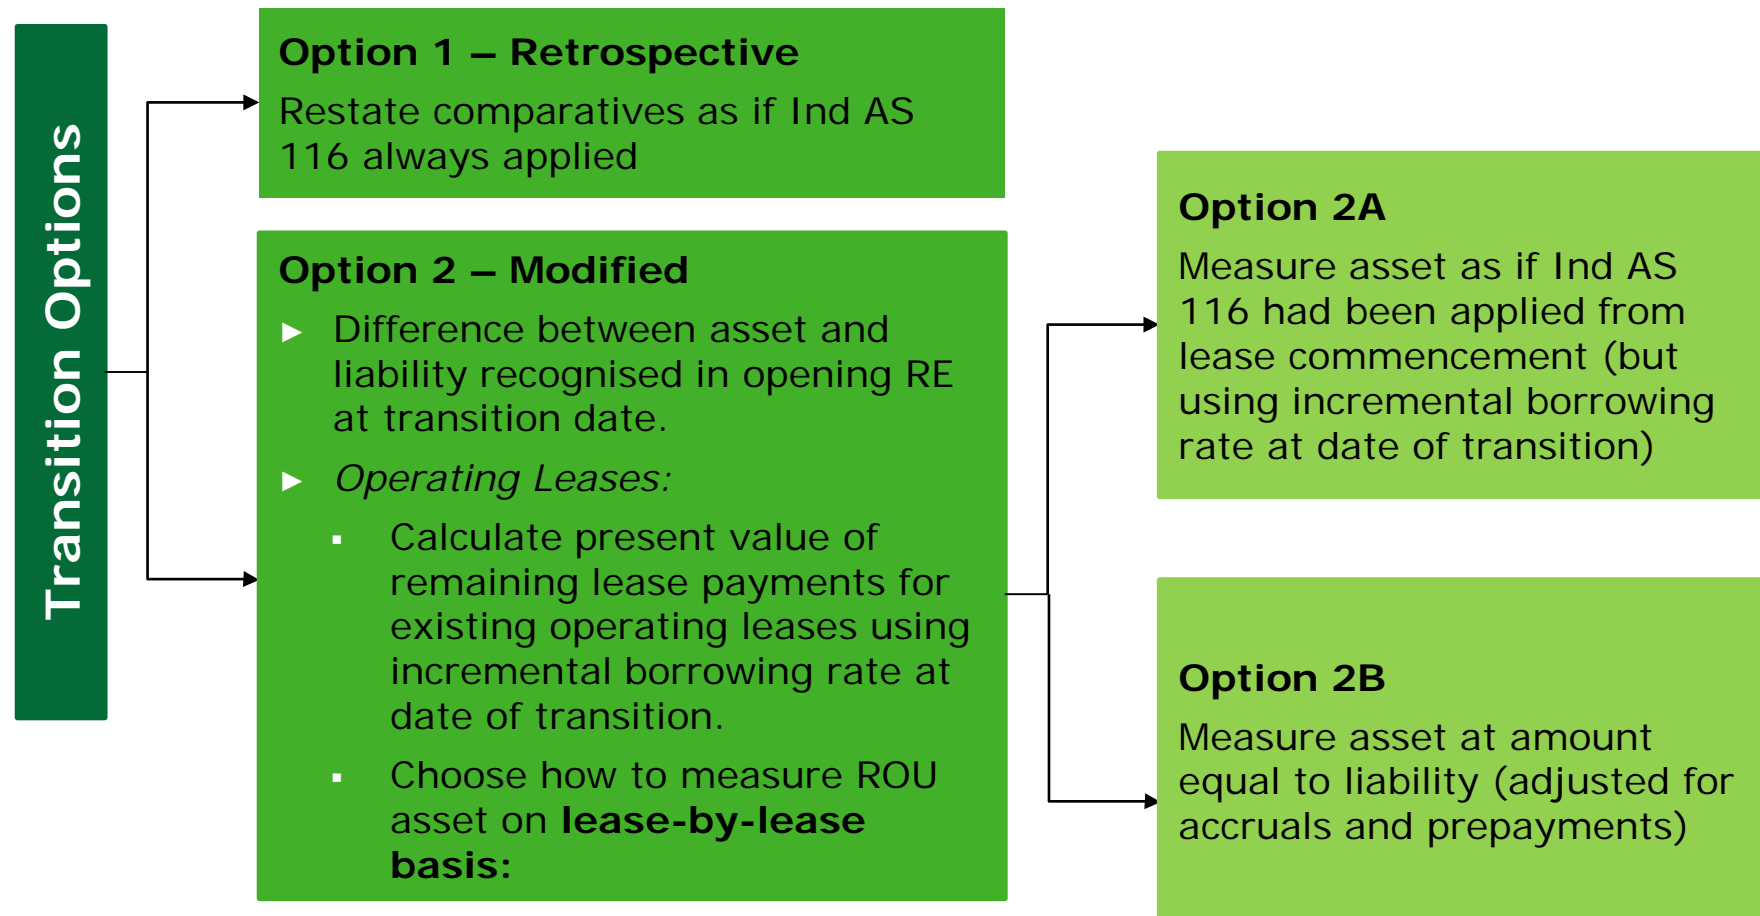 Transition Options
Option 1 – Retrospective
Restate comparatives as if Ind AS
116 always applied
Option 2 – Modified
► Difference between asset and
liability recognised in opening RE
at transition date.
► Operating Leases:
▪ Calculate present value of
remaining lease payments for
existing operating leases using
incremental borrowing rate at
date of transition.
▪ Choose how to measure ROU
asset on lease-by-lease
basis:
Option 2A
Measure asset as if Ind AS
116 had been applied from
lease commencement (but
using incremental borrowing
rate at date of transition)
Option 2B
Measure asset at amount
equal to liability (adjusted for
accruals and prepayments)